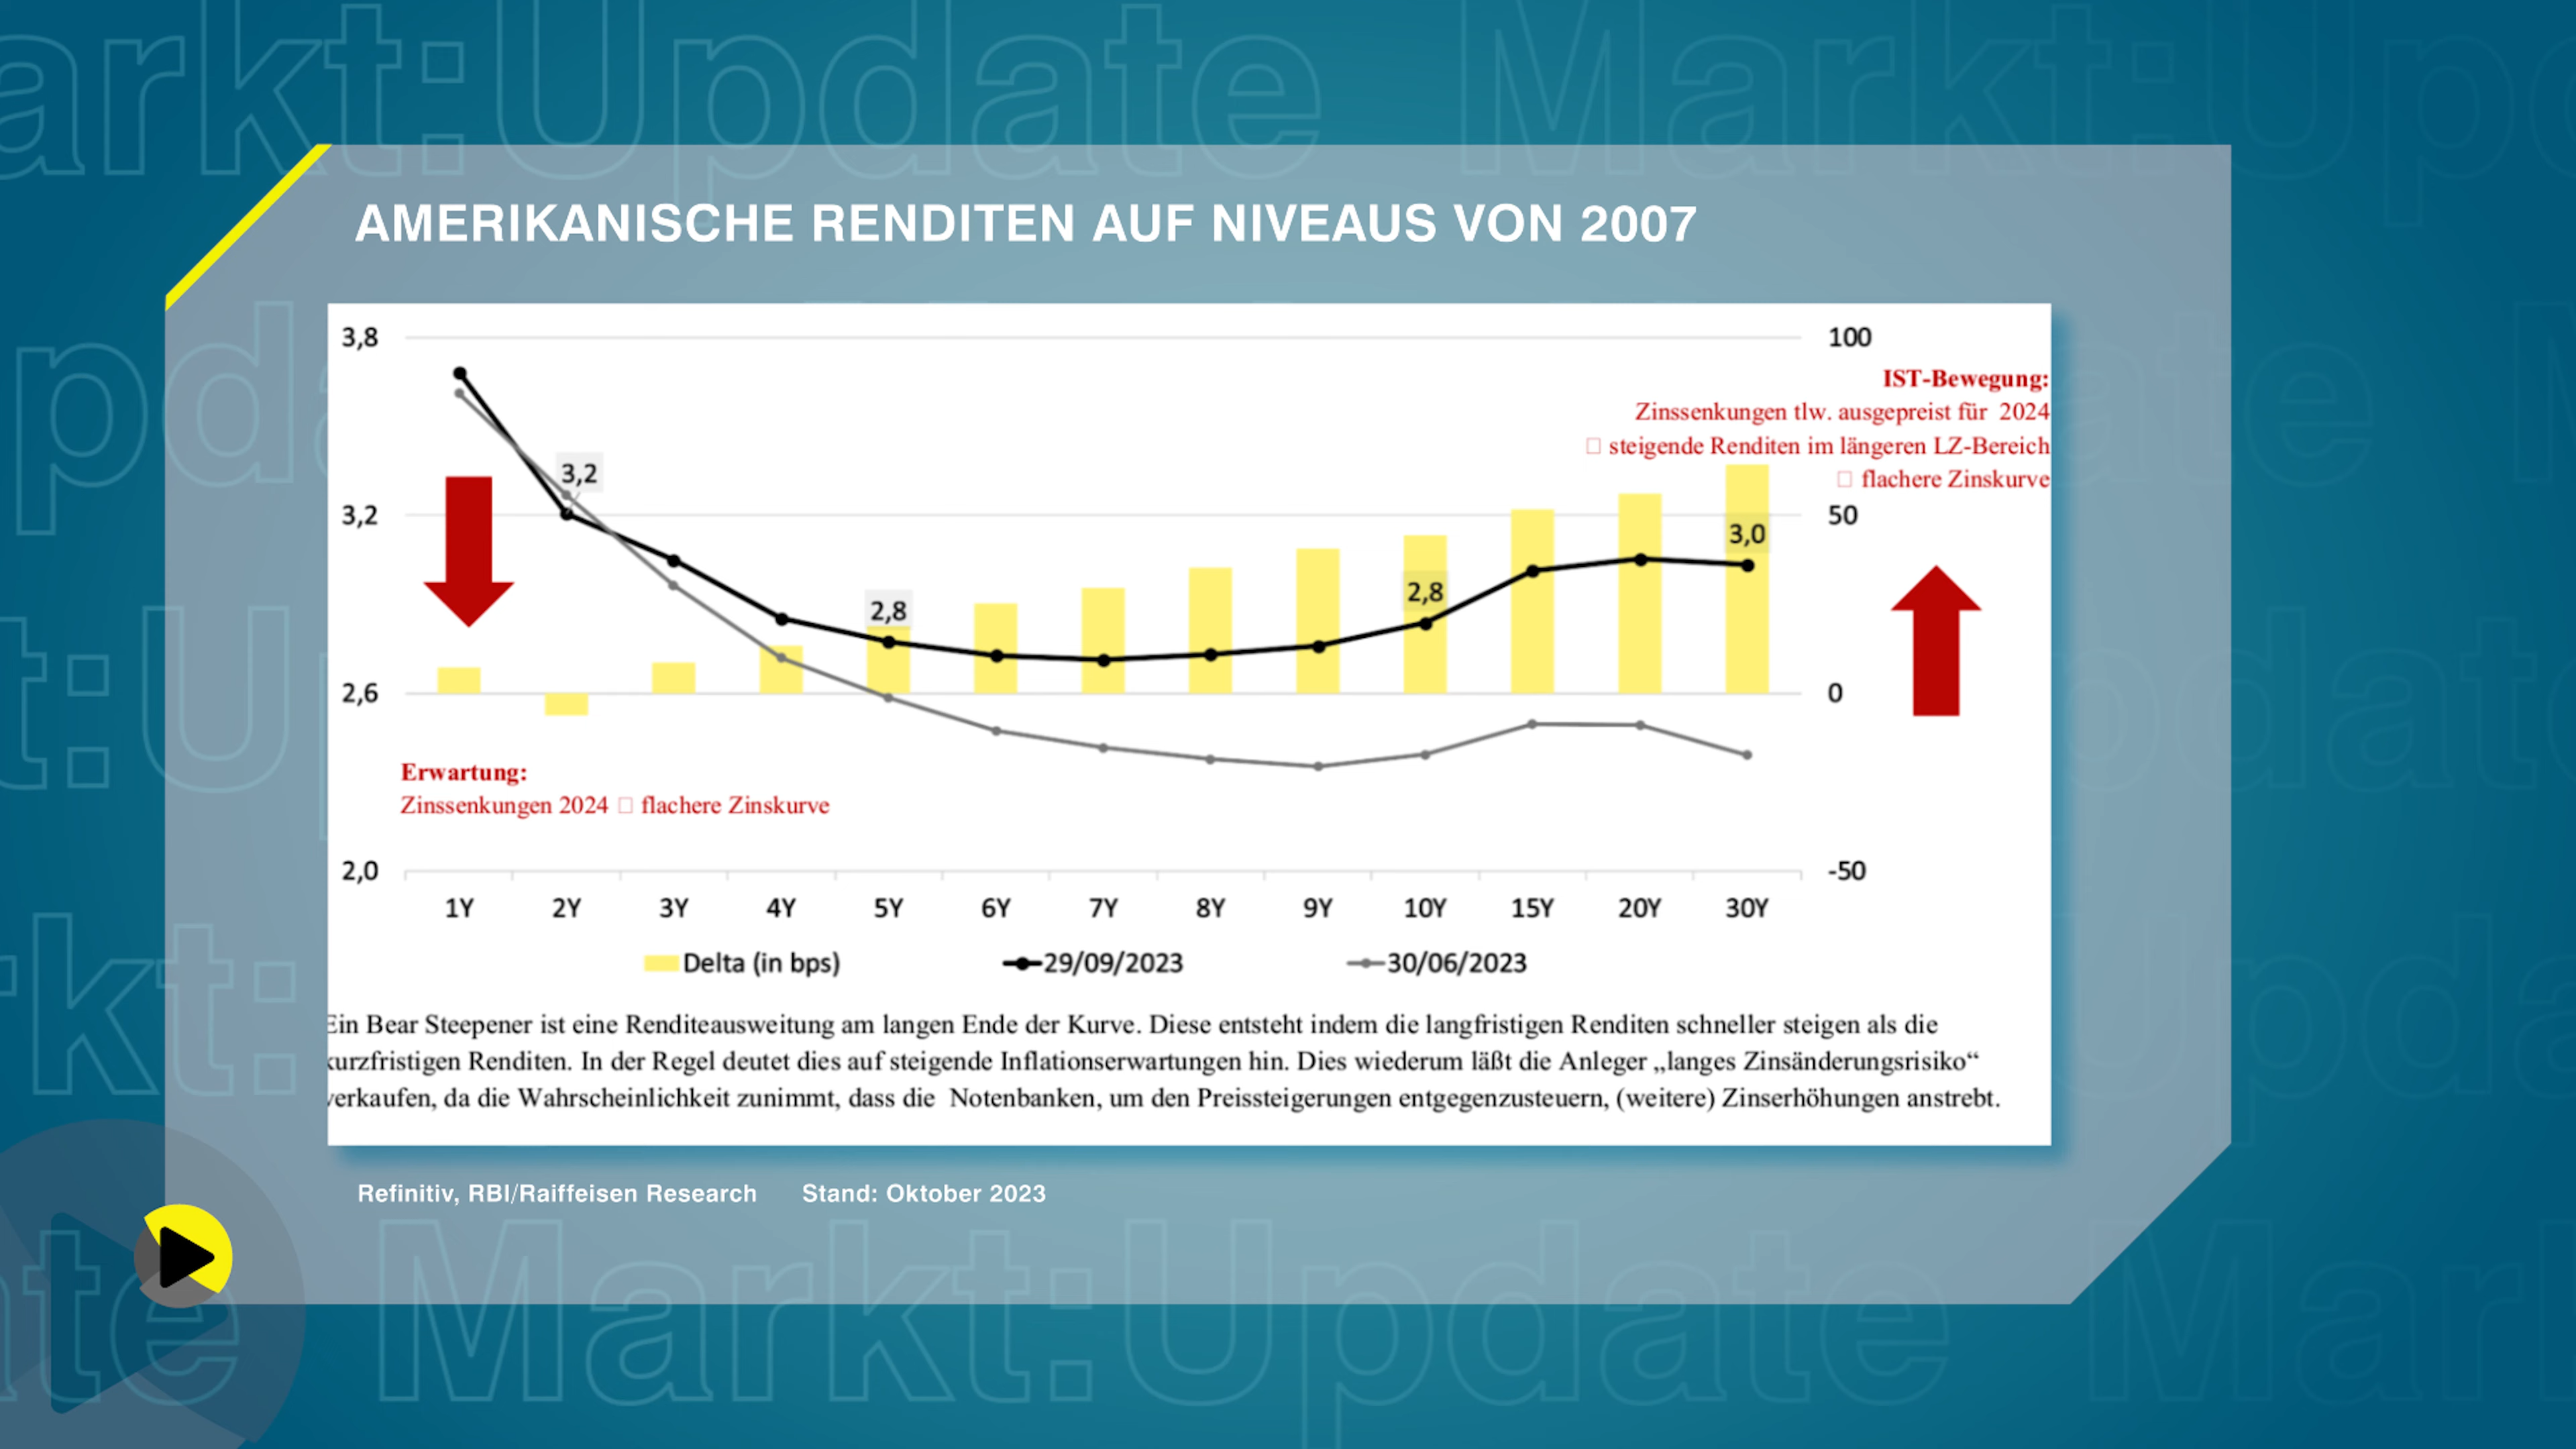 Markt:Update Markt:Update
AMERIKANISCHE RENDITEN AUF NIVEAUS VON 2007
3,8
100
IST-Bewegung:
Zinssenkungen tlw. ausgepreist für 2024
□ steigende Renditen im längeren LZ-Bereich
□ flachere Zinskurve
3,2
3,2
50
3,0
2,8
2,8
2,6
0
Erwartung:
Zinssenkungen 2024 □ flachere Zinskurve
2,0
-50
1Y 2Y 3Y 4Y 5Y 6Y 7Y 8Y 9Y 10Y 15Y 20Y 30Y
Delta (in bps) 29/09/2023 30/06/2023
Ein Bear Steepener ist eine Renditeausweitung am langen Ende der Kurve. Diese entsteht indem die langfristigen Renditen schneller steigen als die
kurzfristigen Renditen. In der Regel deutet dies auf steigende Inflationserwartungen hin. Dies wiederum läßt die Anleger „langes Zinsänderungsrisiko“
verkaufen, da die Wahrscheinlichkeit zunimmt, dass die Notenbanken, um den Preissteigerungen entgegenzusteuern, (weitere) Zinserhöhungen anstrebt.
Refinitiv, RBI/Raiffeisen Research Stand: Oktober 2023
Markt:Update